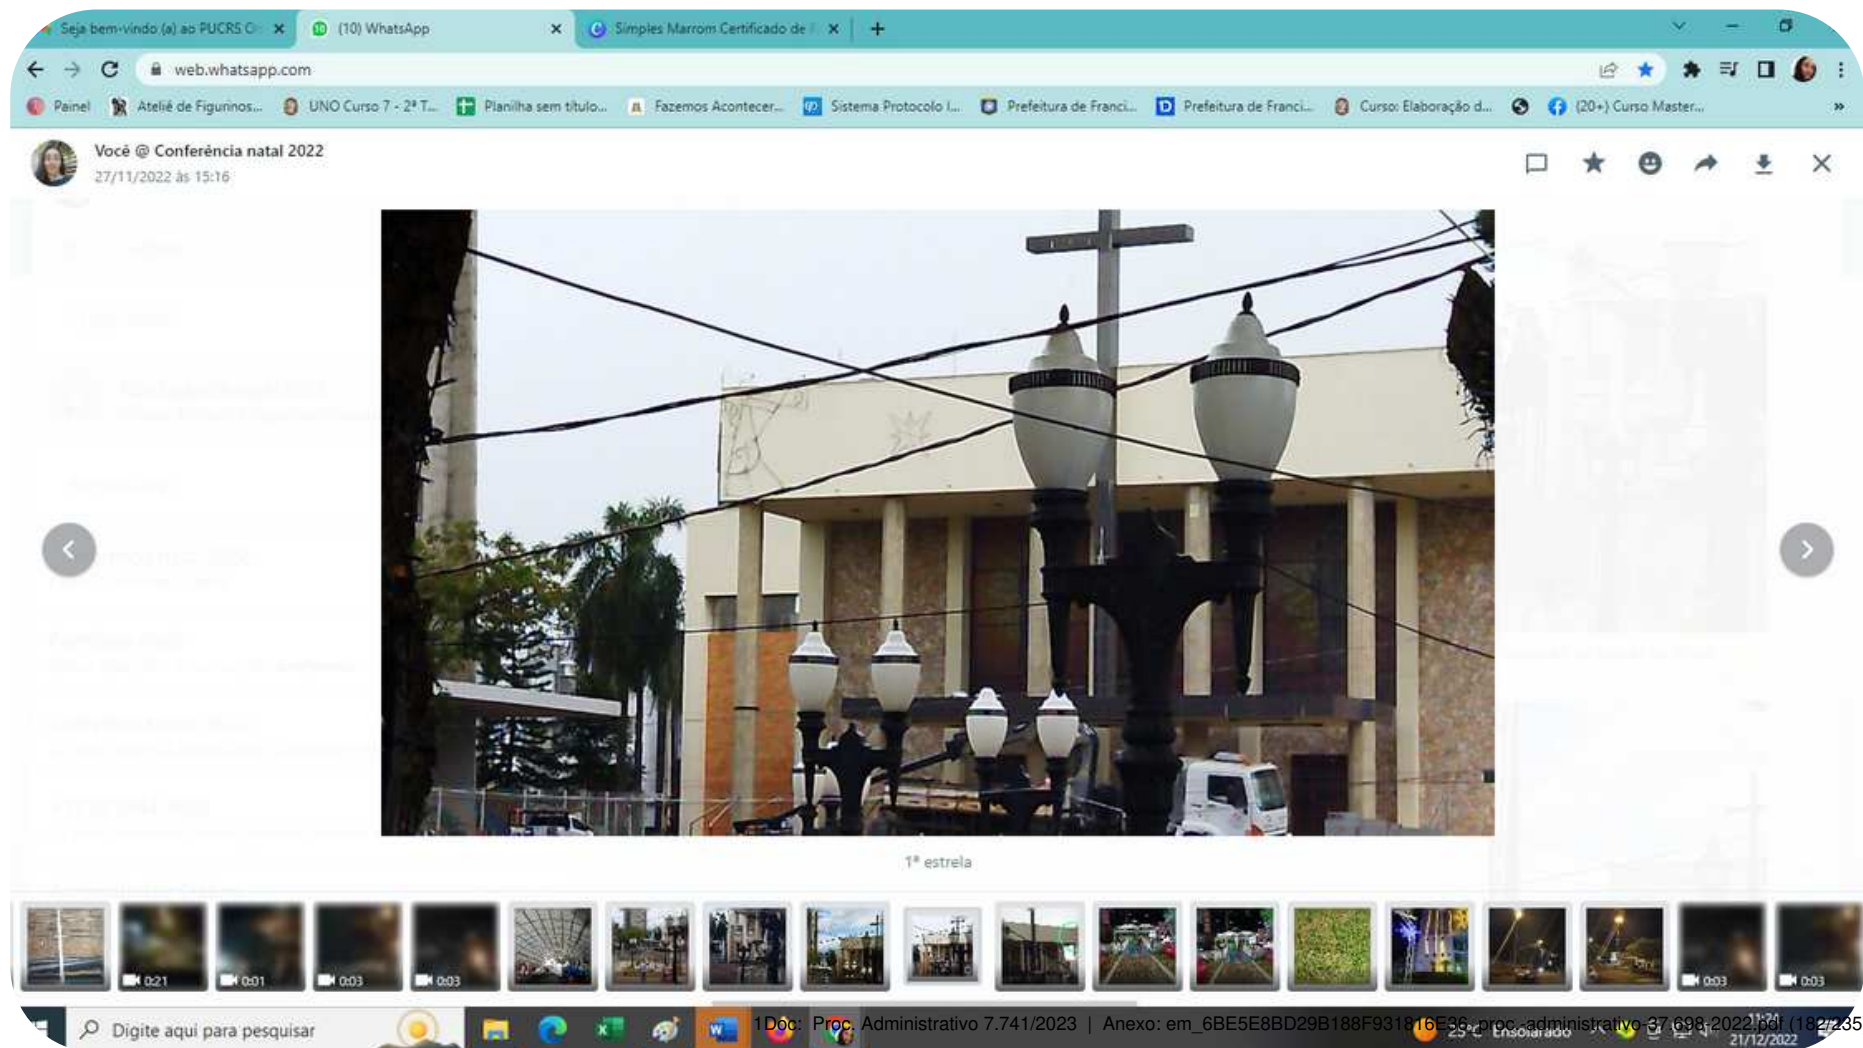 Seja bem-vindo (a) ao PUCRS O
(10) WhatsApp
Simples Marrom Certificado de
web.whatsapp.com
Painel
Ateliê de Figurinos...
UNO Curso 7 - 2ª T...
Planilha sem título...
Fazemos Acontecer...
Sistema Protocolo I...
Prefeitura de Franci...
Prefeitura de Franci...
Curso: Elaboração d...
(20+) Curso Master...
Você @ Conferência natal 2022
27/11/2022 às 15:16
1ª estrela
0:21
0:01
0:03
0:03
0:03
0:03
Digite aqui para pesquisar
1Doc: Proc. Administrativo 7.741/2023 | Anexo: em_6BE5E8BD29B188F931816E36_proc.-administrativo-37.698-2022.pdf (182/235
25°C Ensolarado
21/12/2022